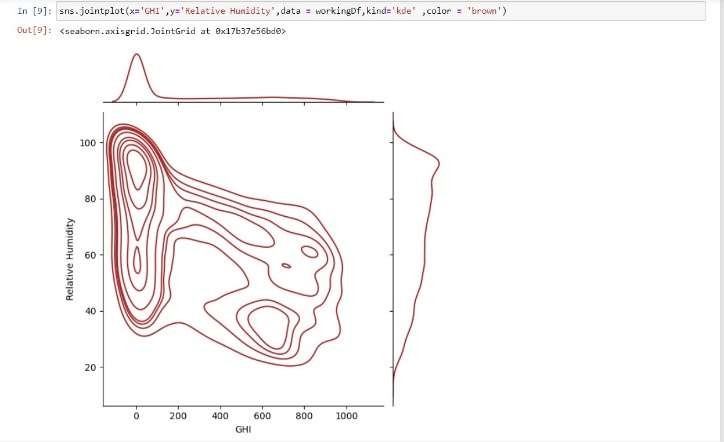 In [9]: sns.jointplot(x='GHI',y='Relative Humidity',data = workingDf,kind='kde' ,color = 'brown')
Out[9]: <seaborn.axisgrid.JointGrid at 0x17b37e56bd0>
100
80
60
40
20
Relative Humidity
0 200 400 600 800 1000
GHI